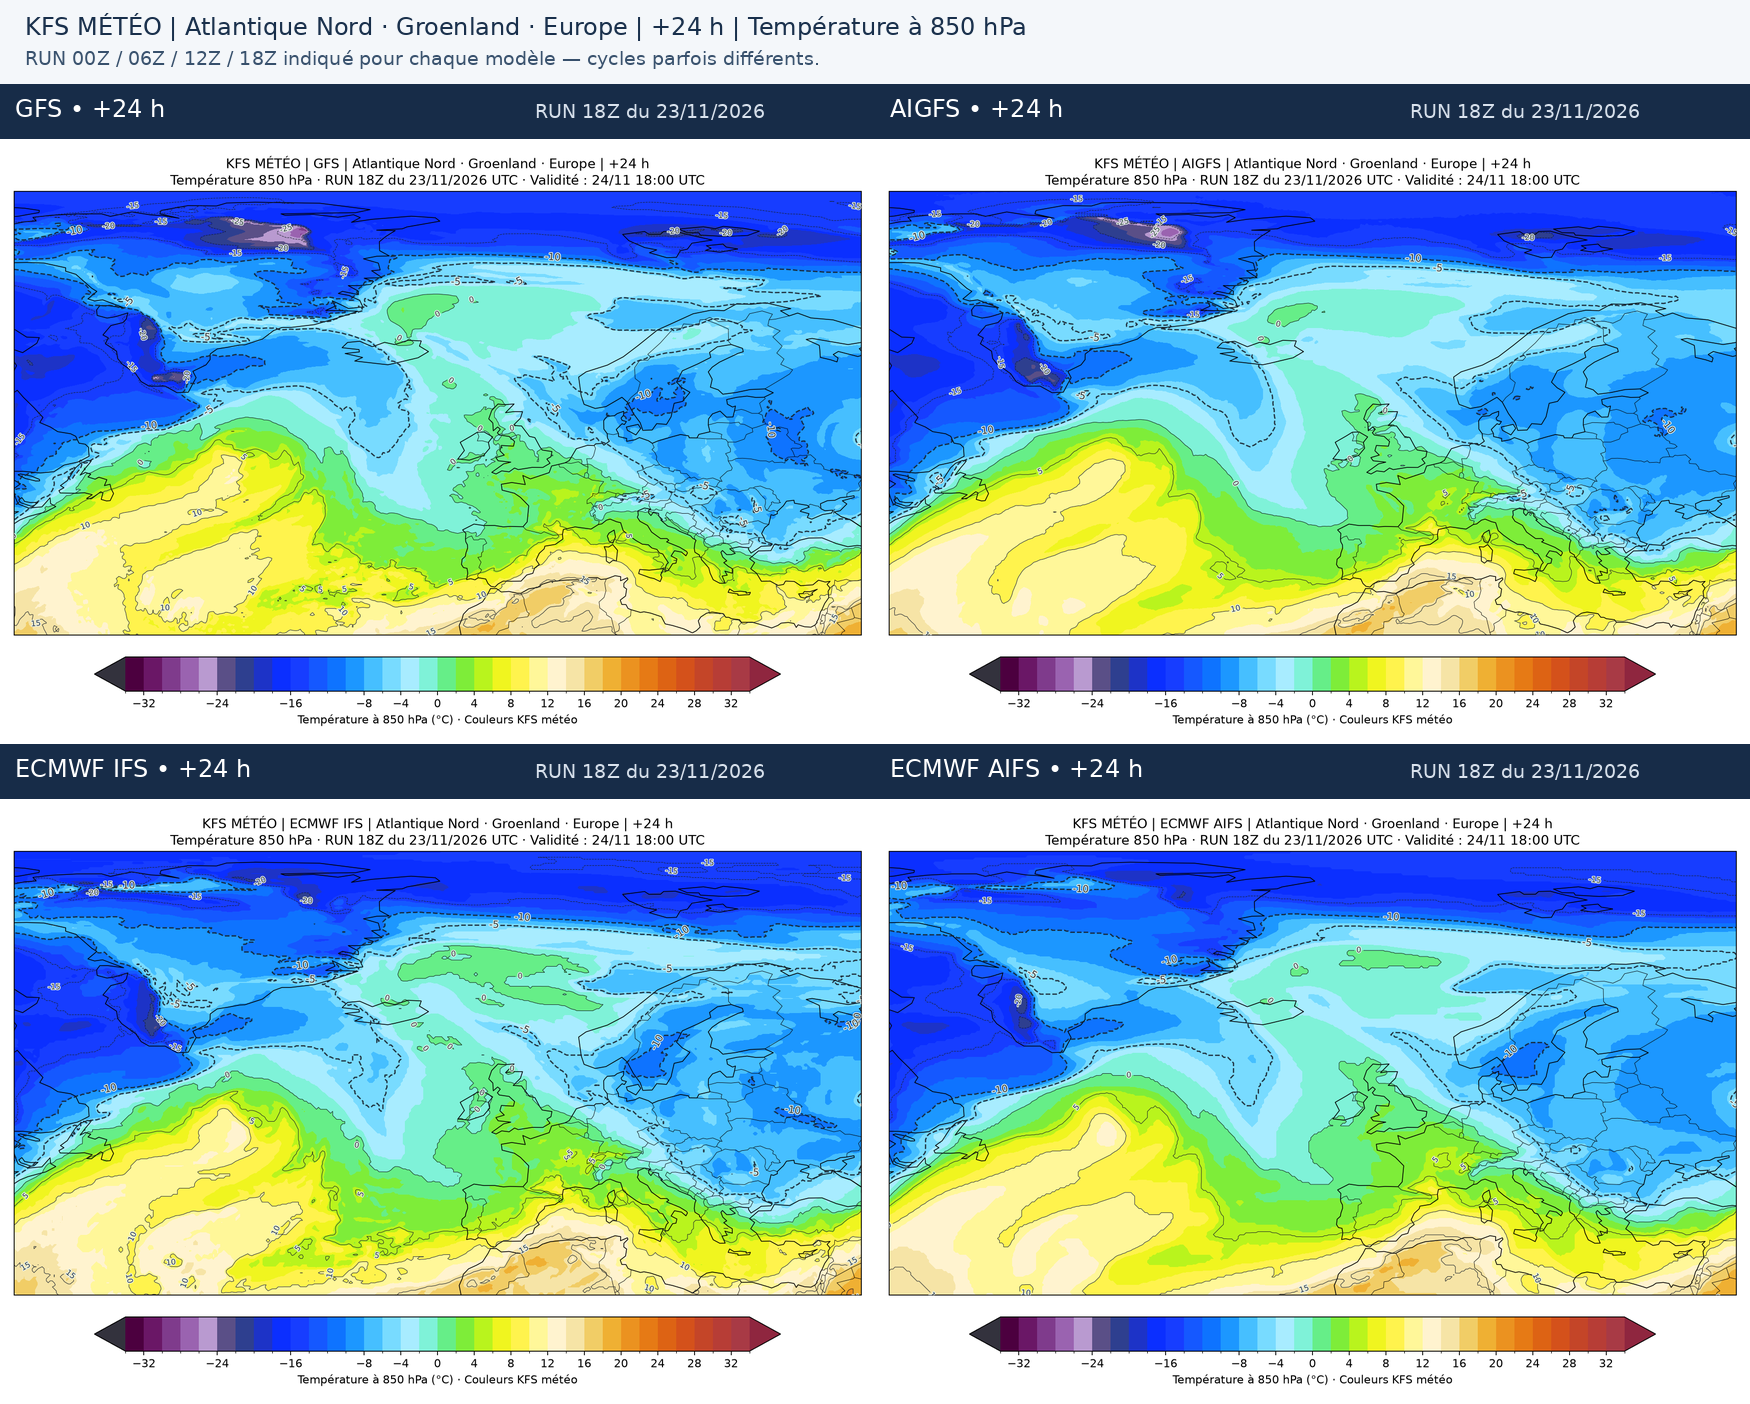 KFS MÉTÉO | Atlantique Nord · Groenland · Europe | +24 h | Température à 850 hPa
RUN 00Z / 06Z / 12Z / 18Z indiqué pour chaque modèle — cycles parfois différents.
GFS • +24 h
RUN 18Z du 23/11/2026
AIGFS • +24 h
RUN 18Z du 23/11/2026
KFS MÉTÉO | GFS | Atlantique Nord · Groenland · Europe | +24 h
Température 850 hPa · RUN 18Z du 23/11/2026 UTC · Validité : 24/11 18:00 UTC
KFS MÉTÉO | AIGFS | Atlantique Nord · Groenland · Europe | +24 h
Température 850 hPa · RUN 18Z du 23/11/2026 UTC · Validité : 24/11 18:00 UTC
−32 −24 −16 −8 −4 0 4 8 12 16 20 24 28 32
Température à 850 hPa (°C) · Couleurs KFS météo
−32 −24 −16 −8 −4 0 4 8 12 16 20 24 28 32
Température à 850 hPa (°C) · Couleurs KFS météo
ECMWF IFS • +24 h
RUN 18Z du 23/11/2026
ECMWF AIFS • +24 h
RUN 18Z du 23/11/2026
KFS MÉTÉO | ECMWF IFS | Atlantique Nord · Groenland · Europe | +24 h
Température 850 hPa · RUN 18Z du 23/11/2026 UTC · Validité : 24/11 18:00 UTC
KFS MÉTÉO | ECMWF AIFS | Atlantique Nord · Groenland · Europe | +24 h
Température 850 hPa · RUN 18Z du 23/11/2026 UTC · Validité : 24/11 18:00 UTC
−32 −24 −16 −8 −4 0 4 8 12 16 20 24 28 32
Température à 850 hPa (°C) · Couleurs KFS météo
−32 −24 −16 −8 −4 0 4 8 12 16 20 24 28 32
Température à 850 hPa (°C) · Couleurs KFS météo